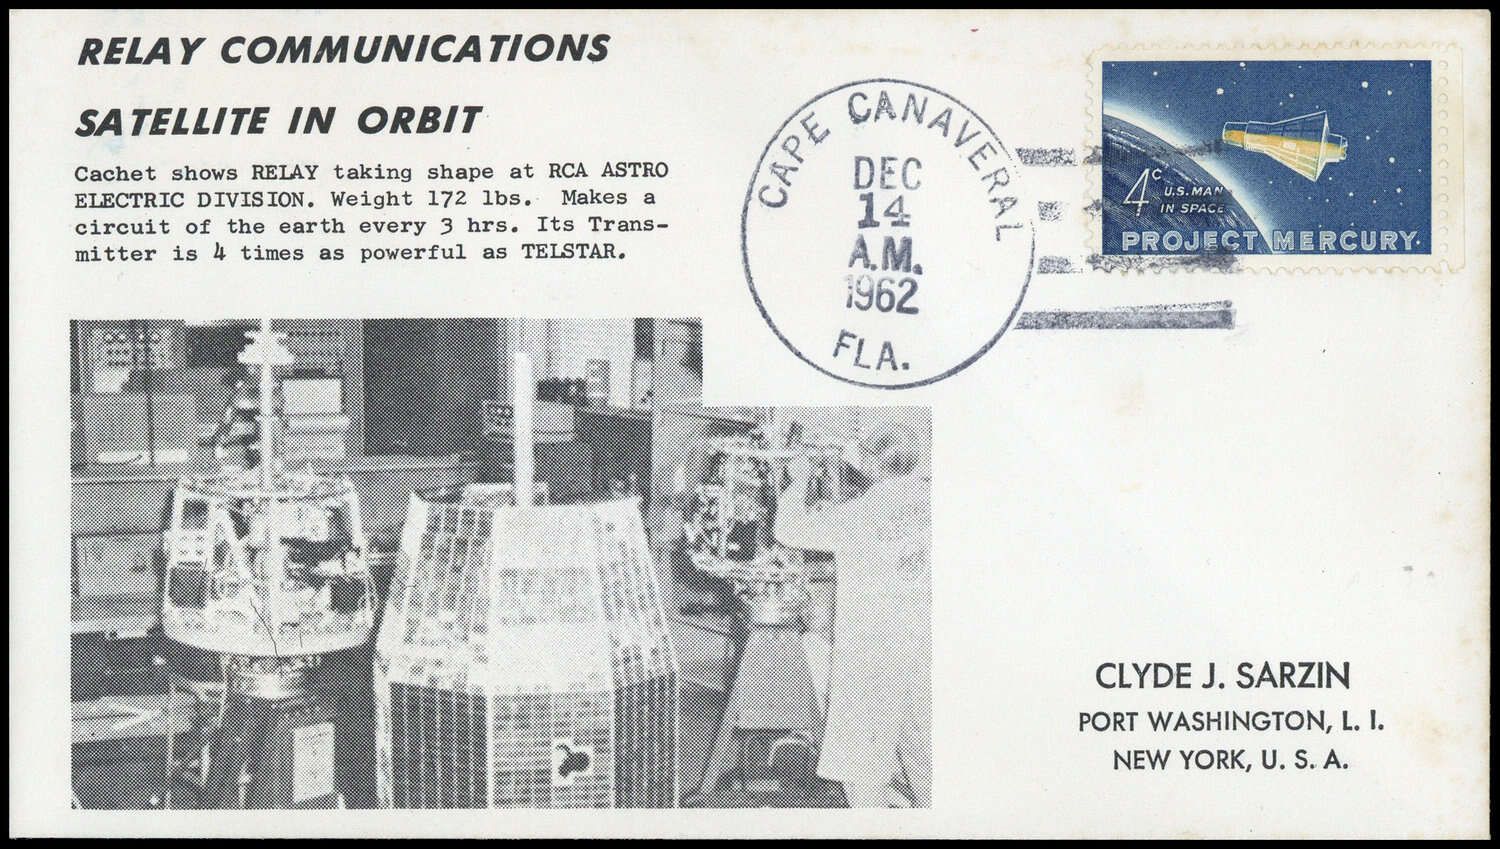 RELAY COMMUNICATIONS
SATELLITE IN ORBIT
Cachet shows RELAY taking shape at RCA ASTRO
ELECTRIC DIVISION. Weight 172 lbs. Makes a
circuit of the earth every 3 hrs. Its Trans-
mitter is 4 times as powerful as TELSTAR.
CAPE CANAVERAL
DEC
14
A.M.
1962
FLA.
4c
U.S. MAN
IN SPACE
PROJECT MERCURY
CLYDE J. SARZIN
PORT WASHINGTON, L. I.
NEW YORK, U. S. A.